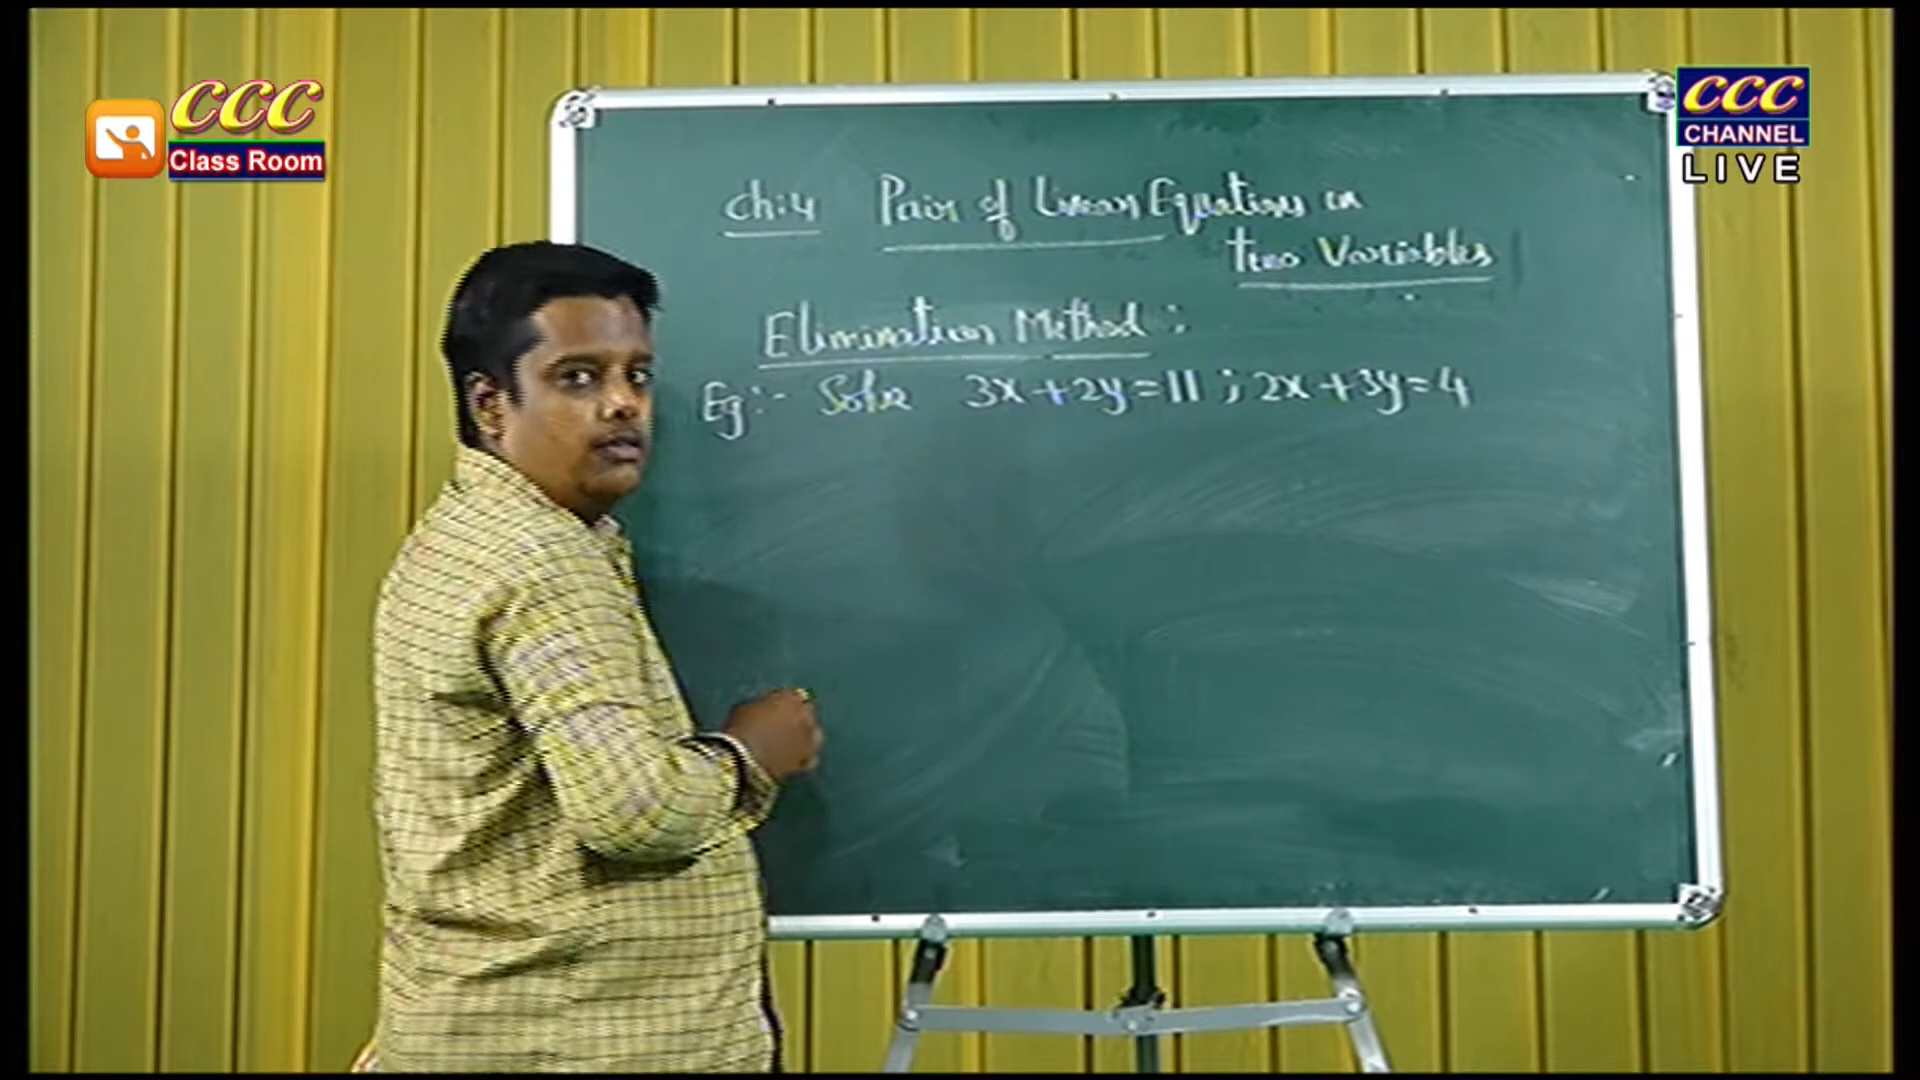 CCC
Class Room
CCC
CHANNEL
LIVE
Ch:4 Pair of Linear Equations in
two Variables
Elimination Method :
Eg:- Solve 3x+2y=11 ; 2x+3y=4